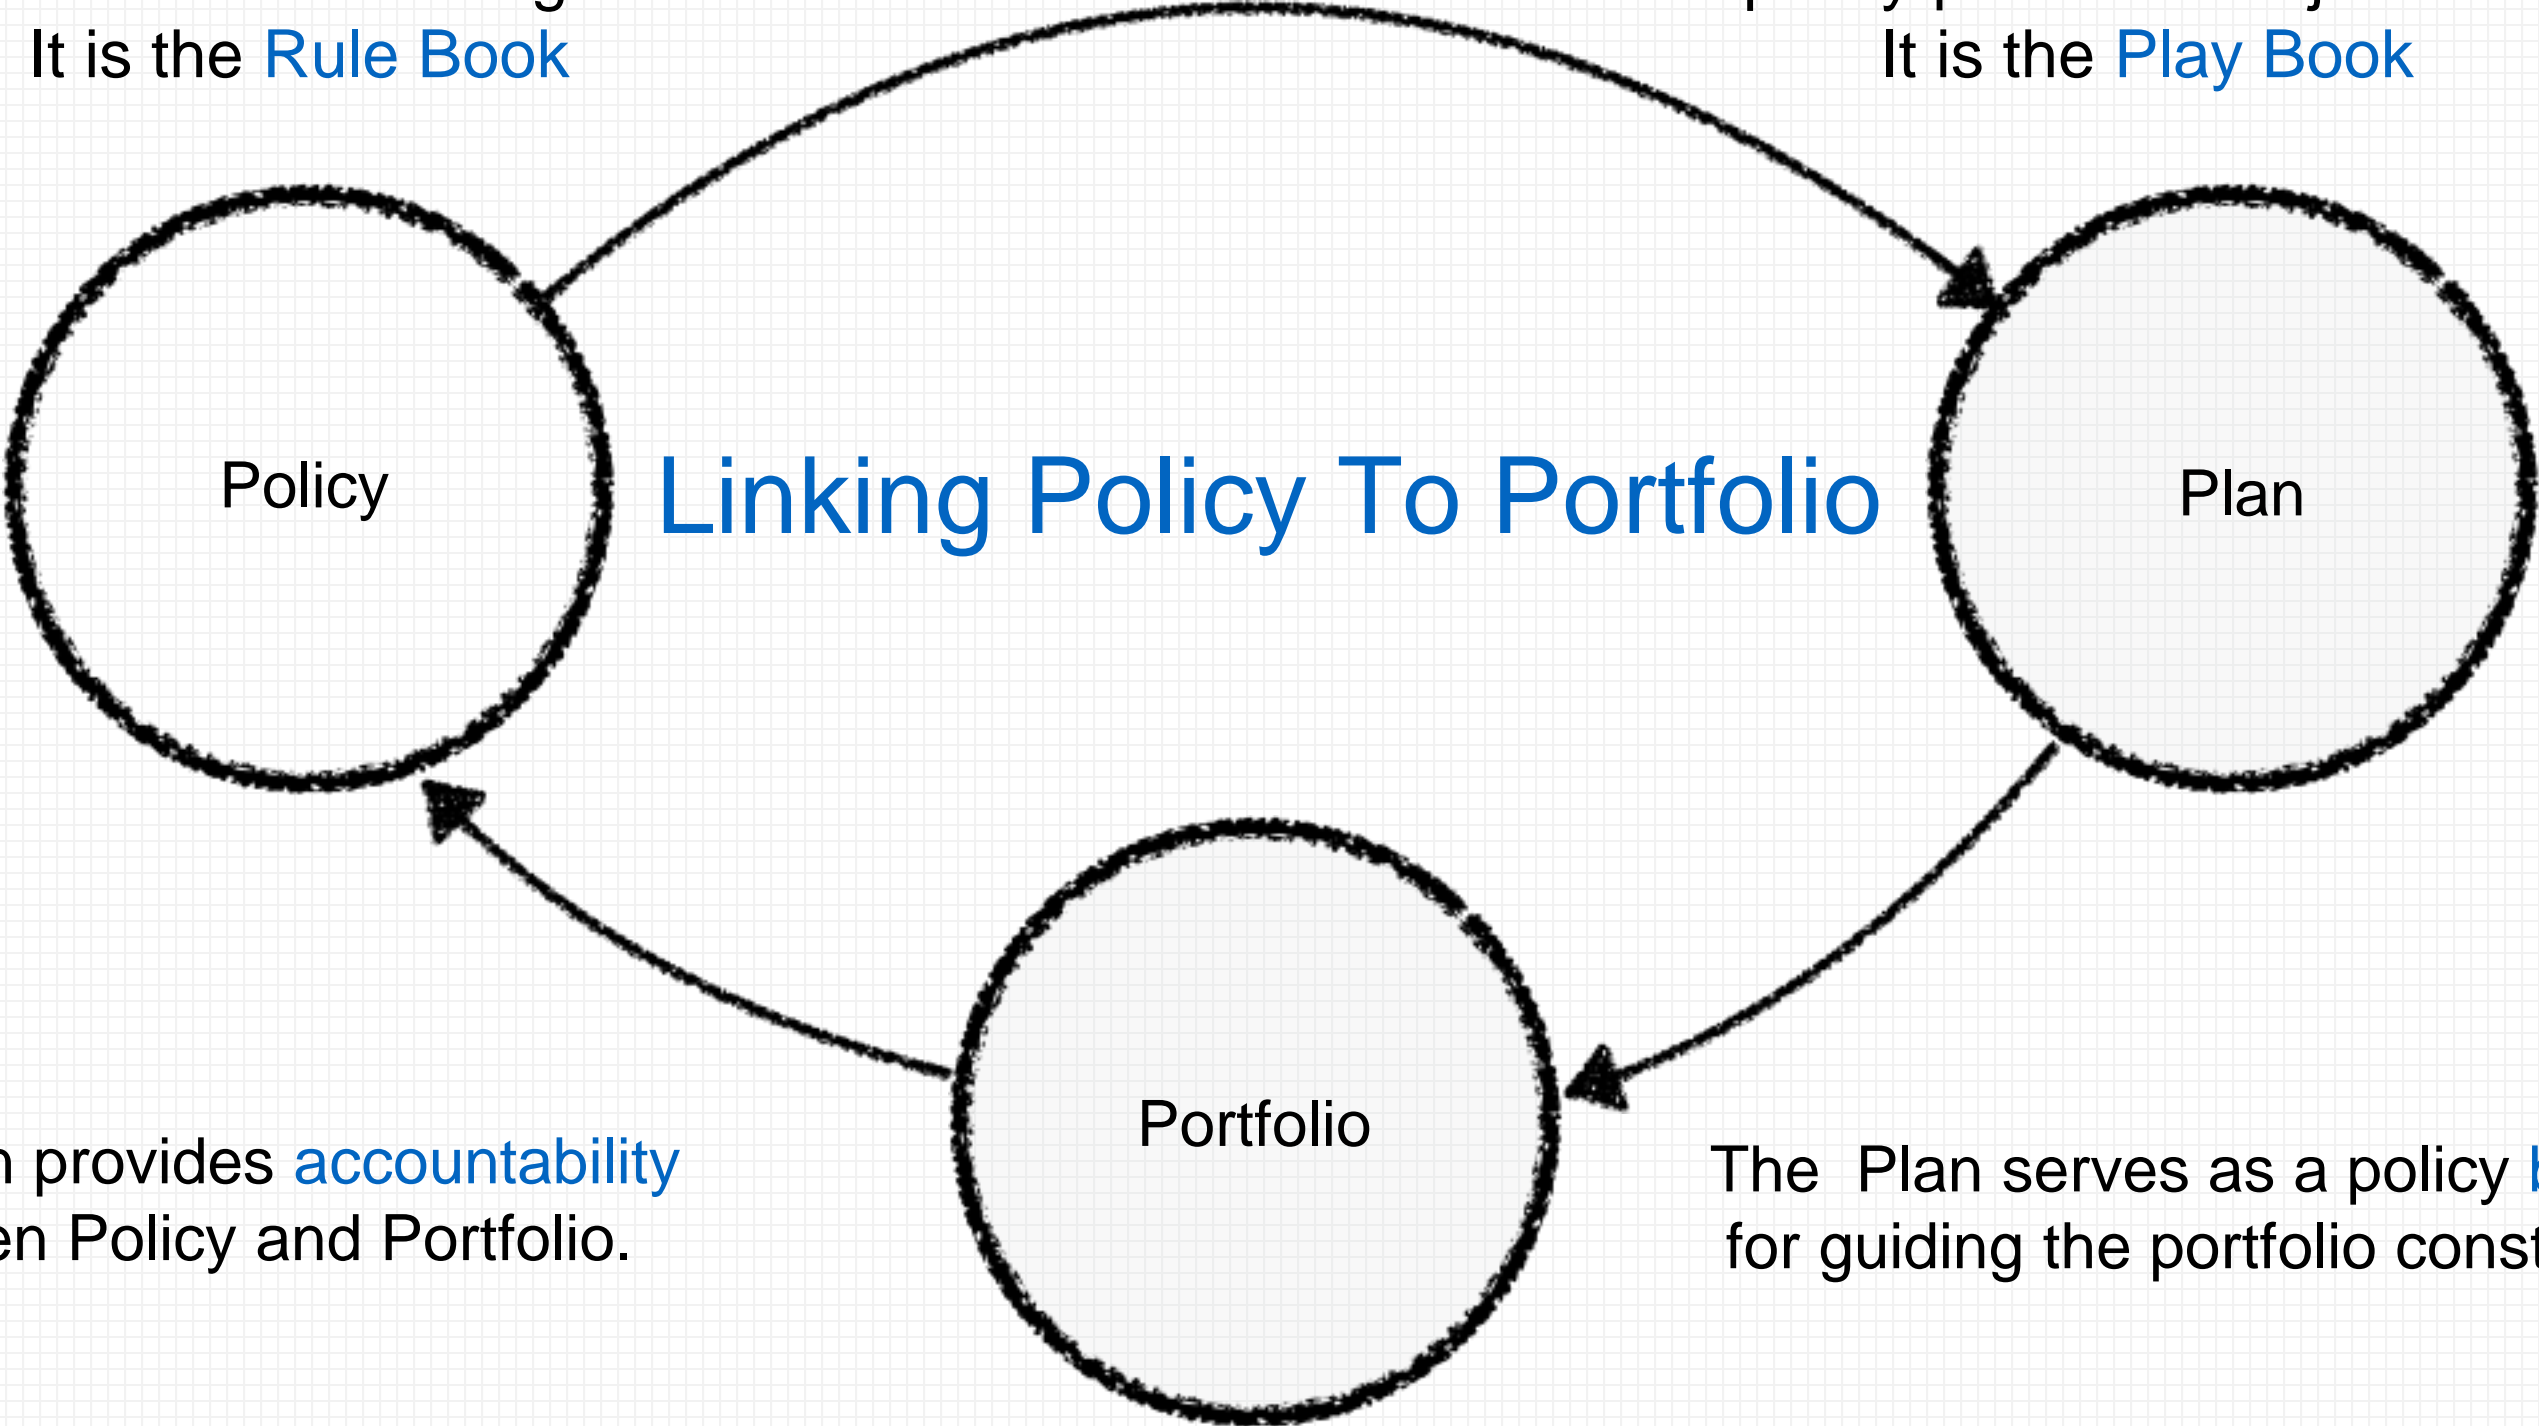 It is the Rule Book
It is the Play Book
Policy
Linking Policy To Portfolio
Plan
Portfolio
provides accountability
Policy and Portfolio.
The Plan serves as a policy
for guiding the portfolio